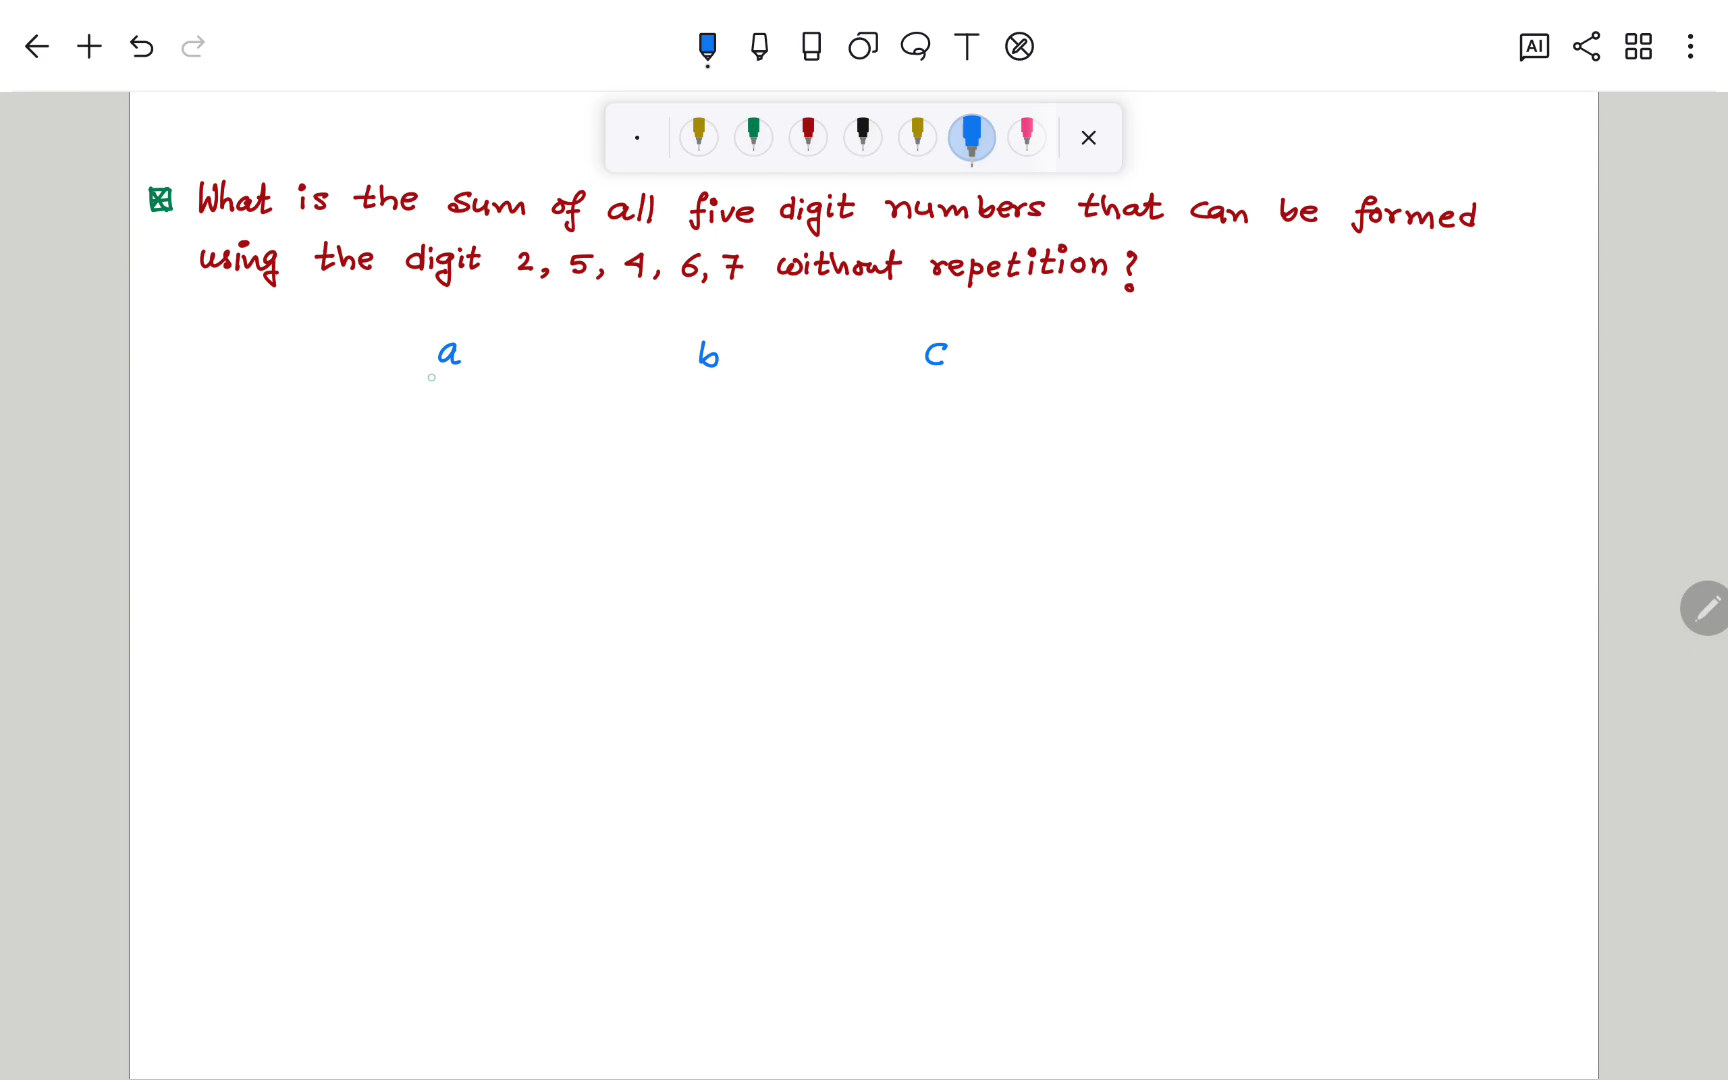 AI
What is the sum of all five digit numbers that can be formed
using the digit 2, 5, 4, 6, 7 without repetition?
a b c